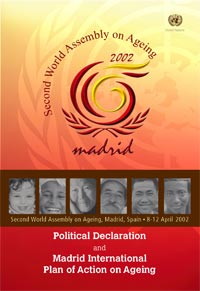 United Nations
Second World Assembly on Ageing
2002
madrid
Second World Assembly on Ageing, Madrid, Spain • 8-12 April 2002
Political Declaration
and
Madrid International
Plan of Action on Ageing